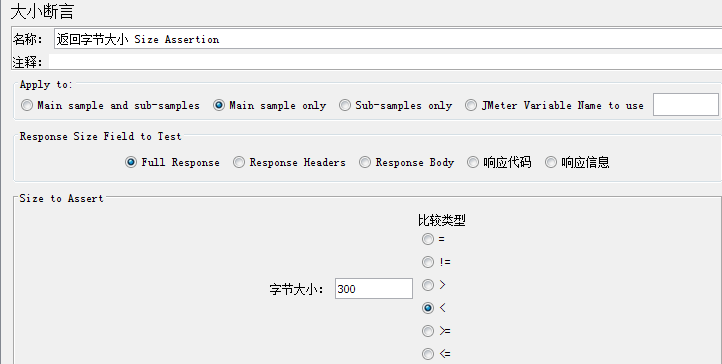 大小断言
名称: 返回字节大小 Size Assertion
注释:
Apply to:
Main sample and sub-samples Main sample only Sub-samples only JMeter Variable Name to use
Response Size Field to Test
Full Response Response Headers Response Body 响应代码 响应信息
Size to Assert
比较类型
=
!=
>
字节大小: 300
<
>=
<=